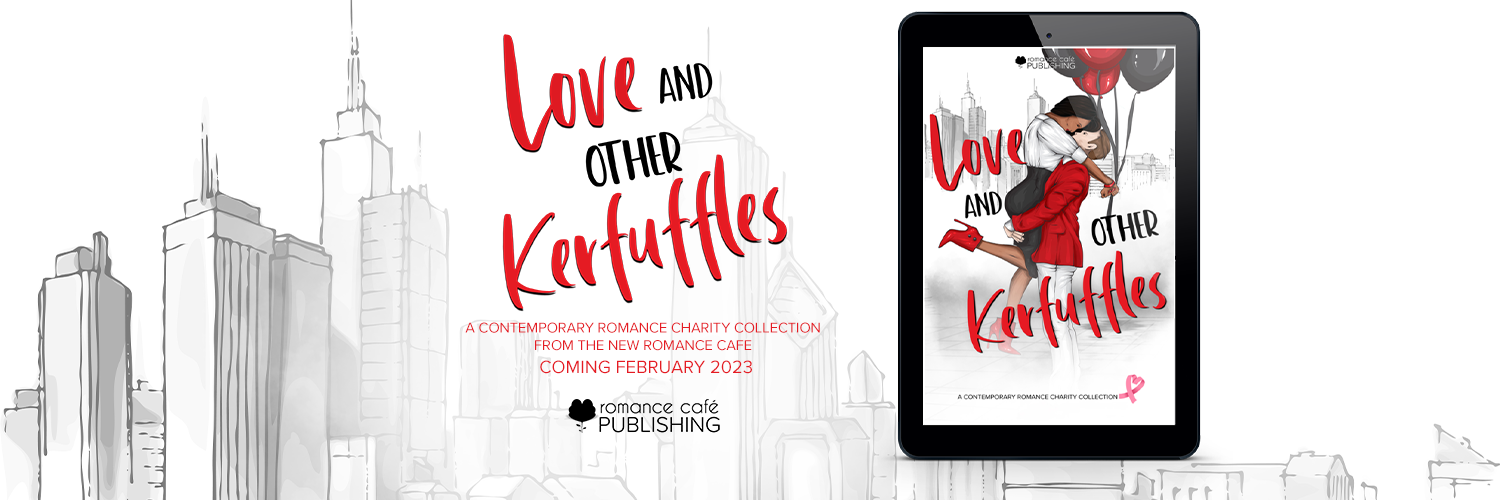 Love AND
OTHER
Kerfuffles
A CONTEMPORARY ROMANCE CHARITY COLLECTION
FROM THE NEW ROMANCE CAFE
COMING FEBRUARY 2023
romance café
PUBLISHING
romance café
PUBLISHING
Love
AND
OTHER
Kerfuffles
A CONTEMPORARY ROMANCE CHARITY COLLECTION